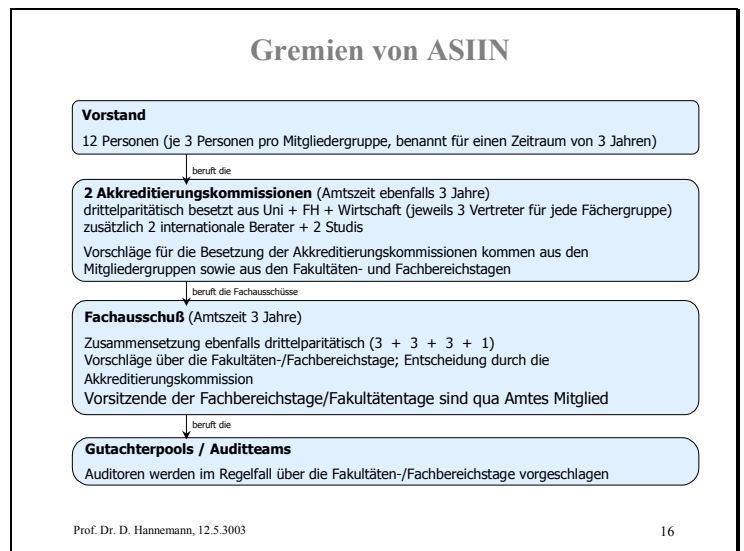 Gremien von ASIIN
Vorstand
12 Personen (je 3 Personen pro Mitgliedergruppe, benannt für einen Zeitraum von 3 Jahren)
beruft die
2 Akkreditierungskommissionen (Amtszeit ebenfalls 3 Jahre)
drittelparitätisch besetzt aus Uni + FH + Wirtschaft (jeweils 3 Vertreter für jede Fächergruppe)
zusätzlich 2 internationale Berater + 2 Studis
Vorschläge für die Besetzung der Akkreditierungskommissionen kommen aus den
Mitgliedergruppen sowie aus den Fakultäten- und Fachbereichstagen
beruft die Fachausschüsse
Fachausschuß (Amtszeit 3 Jahre)
Zusammensetzung ebenfalls drittelparitätisch (3 + 3 + 3 + 1)
Vorschläge über die Fakultäten-/Fachbereichstage; Entscheidung durch die
Akkreditierungskommission
Vorsitzende der Fachbereichstage/Fakultätentage sind qua Amtes Mitglied
beruft die
Gutachterpools / Auditteams
Auditoren werden im Regelfall über die Fakultäten-/Fachbereichstage vorgeschlagen
Prof. Dr. D. Hannemann, 12.5.3003
16